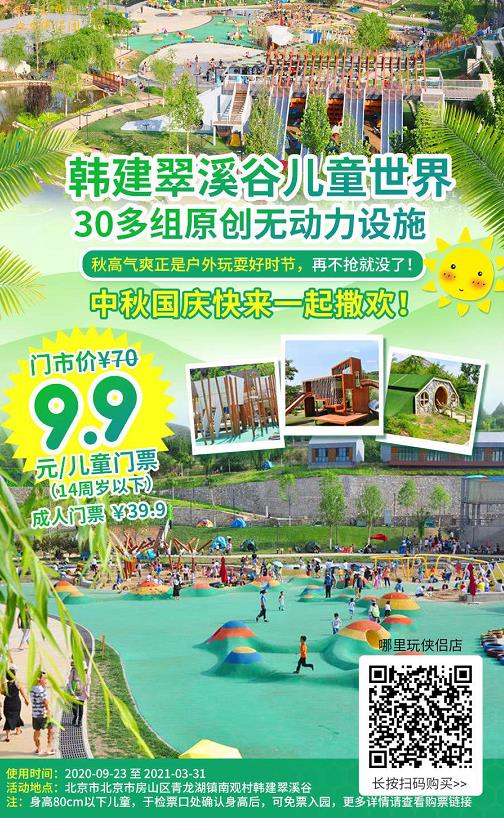 韩建翠溪谷儿童世界
30多组原创无动力设施
秋高气爽正是户外玩耍好时节，再不抢就没了！
中秋国庆快来一起撒欢！
门市价¥70
9.9
元/儿童门票
（14周岁以下）
成人门票 ¥39.9
哪里玩侠侣店
长按扫码购买>>
使用时间：2020-09-23 至 2021-03-31
活动地点：北京市北京市房山区青龙湖镇南观村韩建翠溪谷
注：身高80cm以下儿童，于检票口处确认身高后，可免票入园，更多详情请查看购票链接